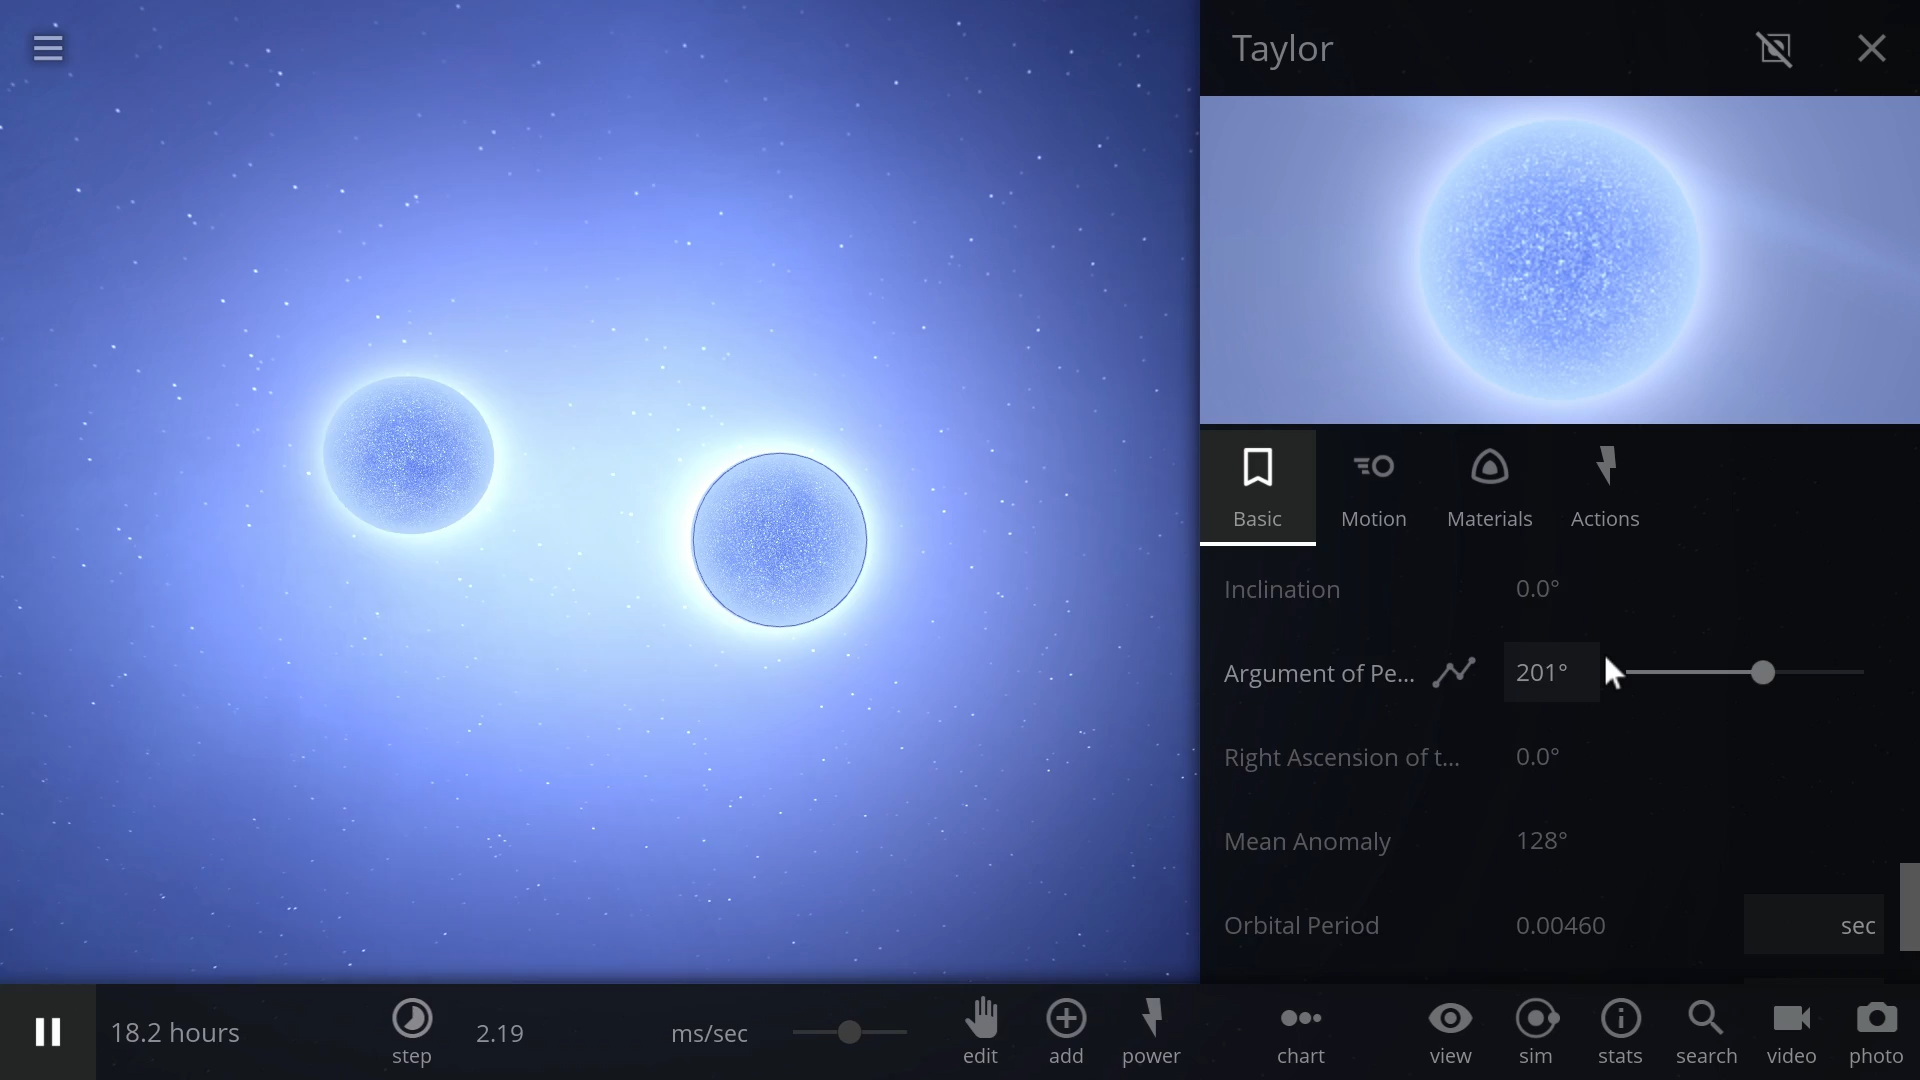 Taylor
Basic
Motion
Materials
Actions
Inclination 0.0°
Argument of Pe... 201°
Right Ascension of t... 0.0°
Mean Anomaly 128°
Orbital Period 0.00460 sec
18.2 hours
step
2.19 ms/sec
edit
add
power
chart
view
sim
stats
search
video
photo